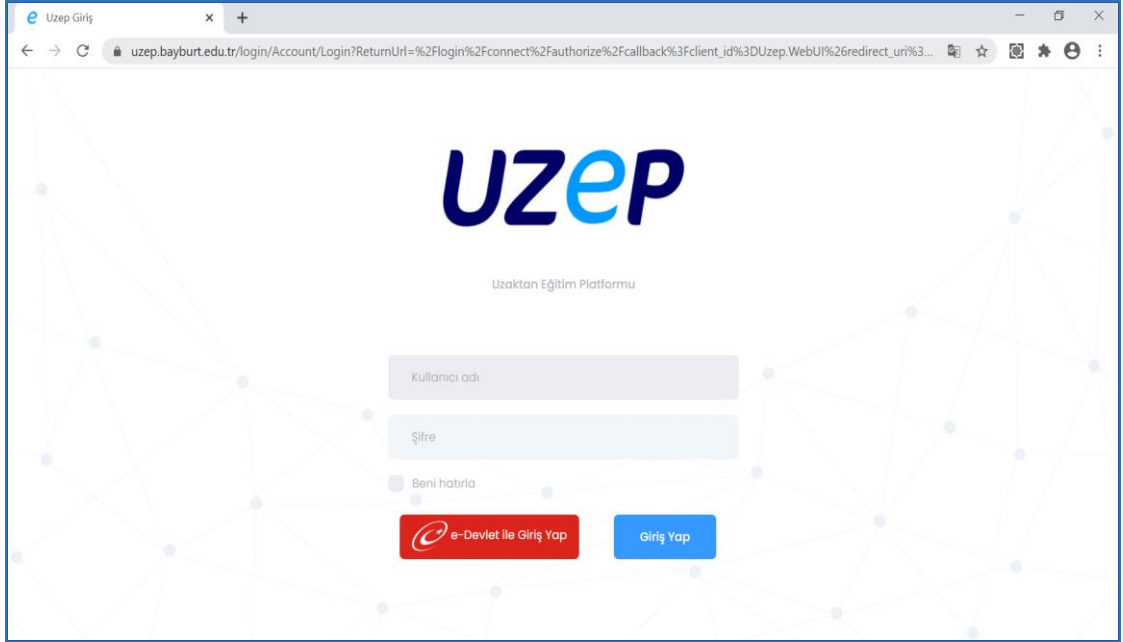 Uzep Giriş
uzep.bayburt.edu.tr/login/Account/Login?ReturnUrl=%2Flogin%2Fconnect%2Fauthorize%2Fcallback%3Fclient_id%3DUzep.WebUI%26redirect_uri%3...
uzep
Uzaktan Eğitim Platformu
Kullanıcı adı
Şifre
Beni hatırla
e-Devlet ile Giriş Yap
Giriş Yap